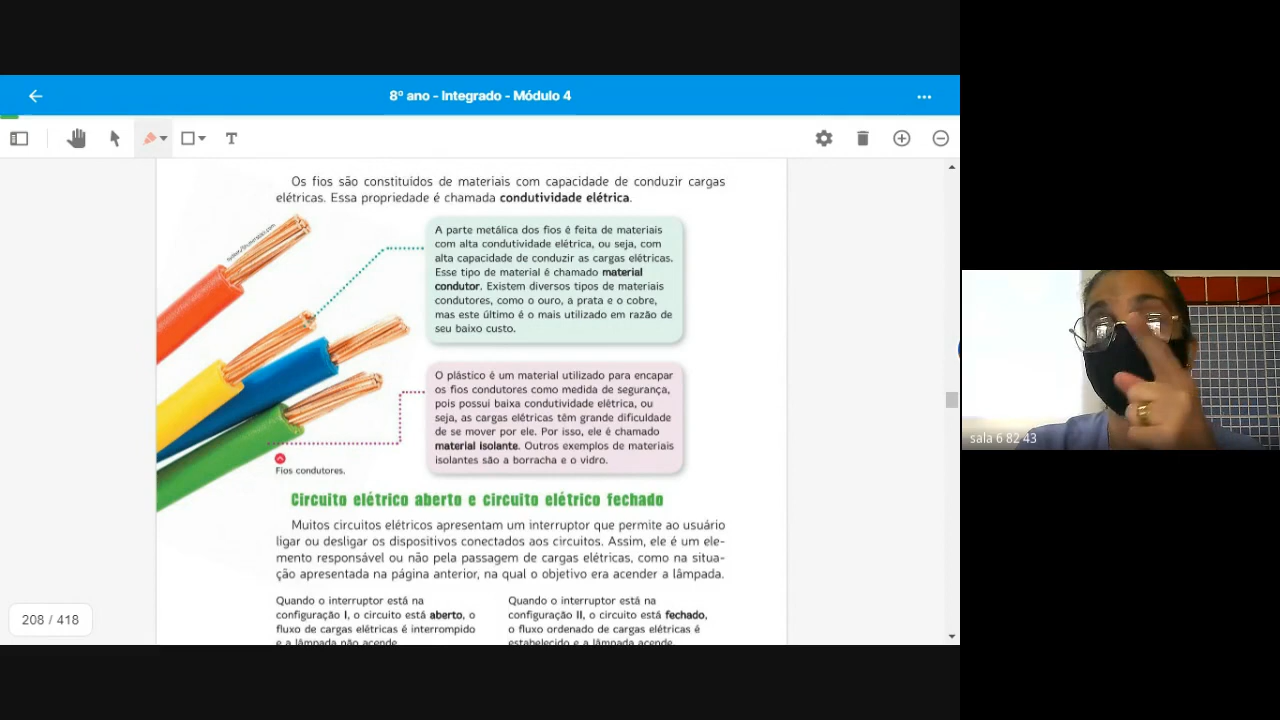 8º ano - Integrado - Módulo 4
T
Os fios são constituídos de materiais com capacidade de conduzir cargas
elétricas. Essa propriedade é chamada condutividade elétrica.
A parte metálica dos fios é feita de materiais
com alta condutividade elétrica, ou seja, com
alta capacidade de conduzir as cargas elétricas.
Esse tipo de material é chamado material
condutor. Existem diversos tipos de materiais
condutores, como o ouro, a prata e o cobre,
mas este último é o mais utilizado em razão de
seu baixo custo.
O plástico é um material utilizado para encapar
os fios condutores como medida de segurança,
pois possui baixa condutividade elétrica, ou
seja, as cargas elétricas têm grande dificuldade
de se mover por ele. Por isso, ele é chamado
material isolante. Outros exemplos de materiais
isolantes são a borracha e o vidro.
Fios condutores.
Circuito elétrico aberto e circuito elétrico fechado
Muitos circuitos elétricos apresentam um interruptor que permite ao usuário
ligar ou desligar os dispositivos conectados aos circuitos. Assim, ele é um ele-
mento responsável ou não pela passagem de cargas elétricas, como na situa-
ção apresentada na página anterior, na qual o objetivo era acender a lâmpada.
Quando o interruptor está na
configuração I, o circuito está aberto, o
fluxo de cargas elétricas é interrompido
e a lâmpada não acende.
Quando o interruptor está na
configuração II, o circuito está fechado,
o fluxo ordenado de cargas elétricas é
estabelecido e a lâmpada acende.
208 / 418
sala 6 82 43